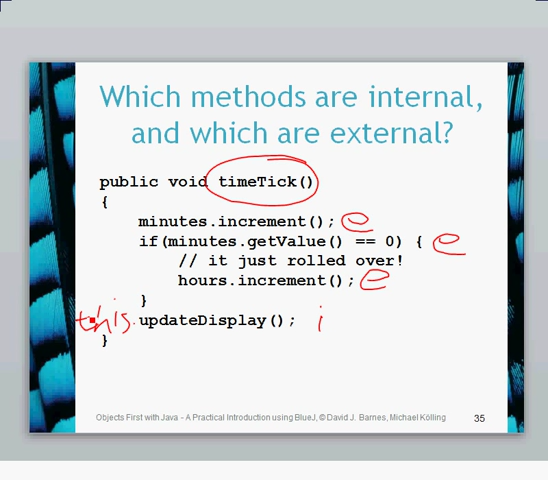 Which methods are internal,
and which are external?
public void timeTick()
{
minutes.increment(); e
if(minutes.getValue() == 0) { e
// it just rolled over!
hours.increment(); e
}
this. updateDisplay(); i
}
Objects First with Java - A Practical Introduction using BlueJ, © David J. Barnes, Michael Kölling
35